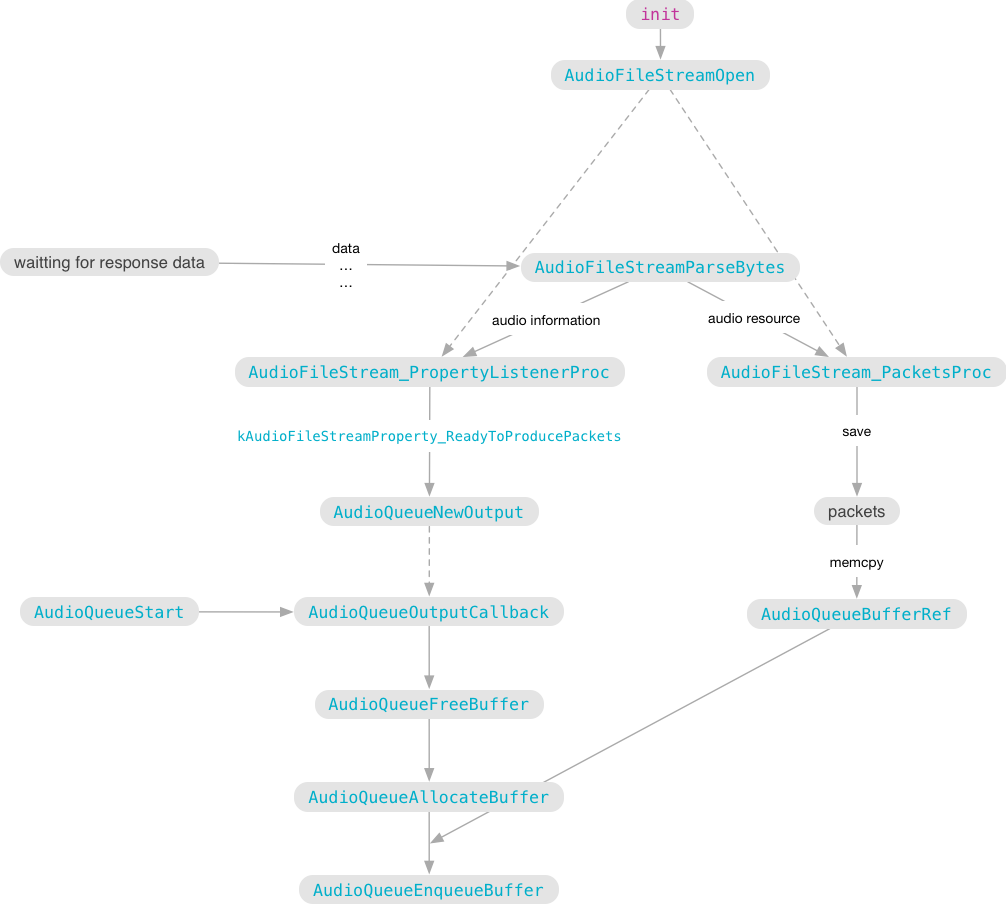 init
AudioFileStreamOpen
data
...
...
waitting for response data
AudioFileStreamParseBytes
audio information
audio resource
AudioFileStream_PropertyListenerProc
AudioFileStream_PacketsProc
kAudioFileStreamProperty_ReadyToProducePackets
save
AudioQueueNewOutput
packets
memcpy
AudioQueueStart
AudioQueueOutputCallback
AudioQueueBufferRef
AudioQueueFreeBuffer
AudioQueueAllocateBuffer
AudioQueueEnqueueBuffer